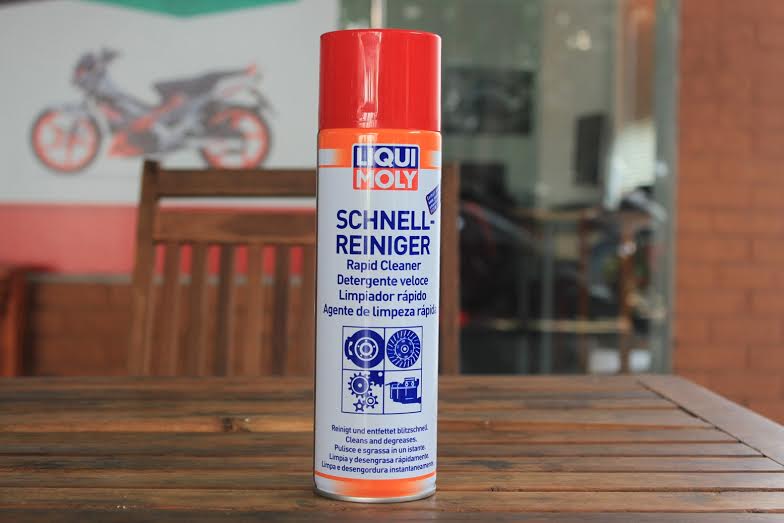 LIQUI
MOLY
SCHNELL-
REINIGER
Rapid Cleaner
Detergente veloce
Limpiador rápido
Agente de limpeza rápida
Reinigt und entfettet blitzschnell.
Cleans and degreases.
Pulisce e sgrassa in un istante.
Limpia y desengrasa rápidamente.
Limpa e desengordura instantaneamente.